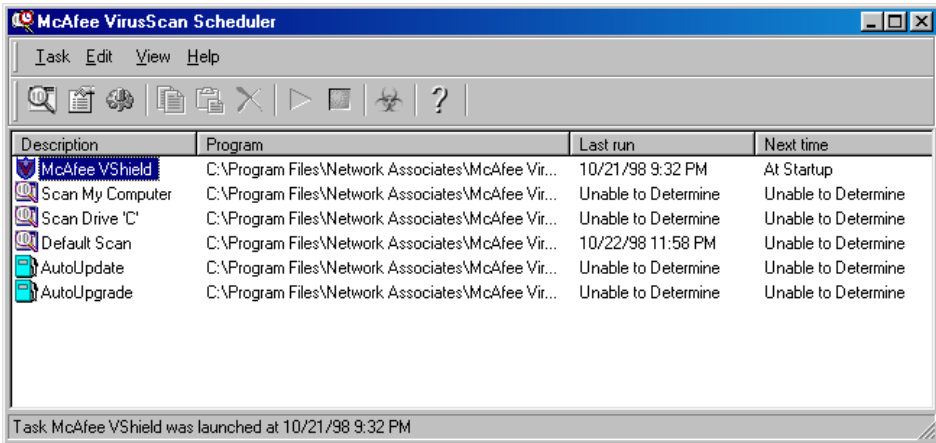 McAfee VirusScan Scheduler
Task Edit View Help
Description Program Last run Next time
McAfee VShield C:\Program Files\Network Associates\McAfee Vir... 10/21/98 9:32 PM At Startup
Scan My Computer C:\Program Files\Network Associates\McAfee Vir... Unable to Determine Unable to Determine
Scan Drive 'C' C:\Program Files\Network Associates\McAfee Vir... Unable to Determine Unable to Determine
Default Scan C:\Program Files\Network Associates\McAfee Vir... 10/22/98 11:58 PM Unable to Determine
AutoUpdate C:\Program Files\Network Associates\McAfee Vir... Unable to Determine Unable to Determine
AutoUpgrade C:\Program Files\Network Associates\McAfee Vir... Unable to Determine Unable to Determine
Task McAfee VShield was launched at 10/21/98 9:32 PM